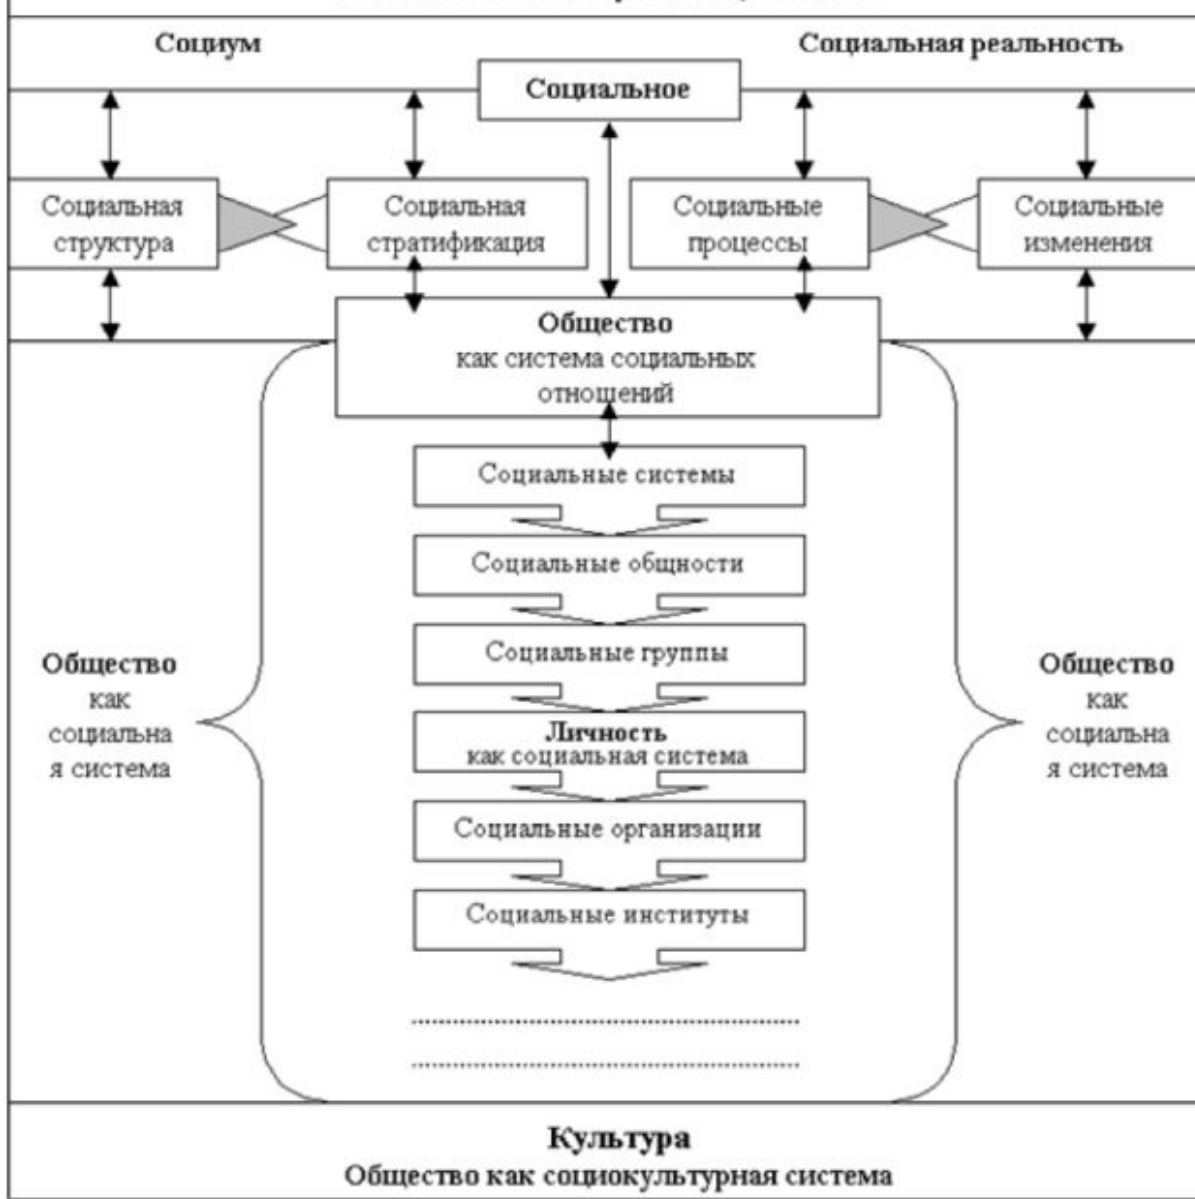 Социум
Социальная реальность
Социальное
Социальная
структура
Социальная
стратификация
Социальные
процессы
Социальные
изменения
Общество
как система социальных
отношений
Социальные системы
Социальные общности
Социальные группы
Личность
как социальная система
Социальные организации
Социальные институты
Общество
как
социальна
я система
Общество
как
социальна
я система
Культура
Общество как социокультурная система